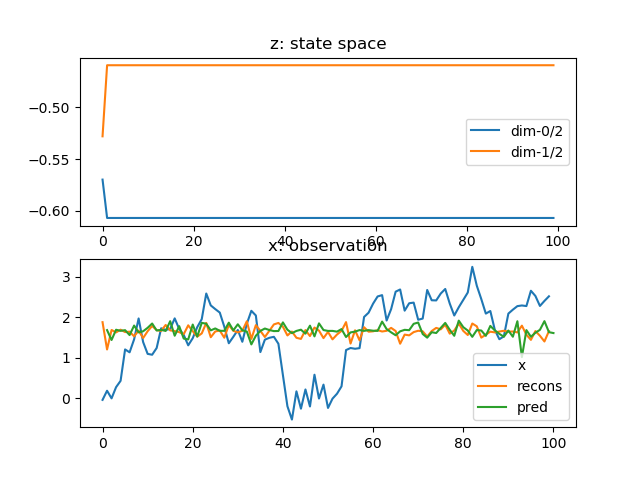 z: state space
−0.50
−0.55
−0.60
dim-0/2
dim-1/2
0 20 40 60 80 100
x: observation
3
2
1
0
x
recons
pred
0 20 40 60 80 100